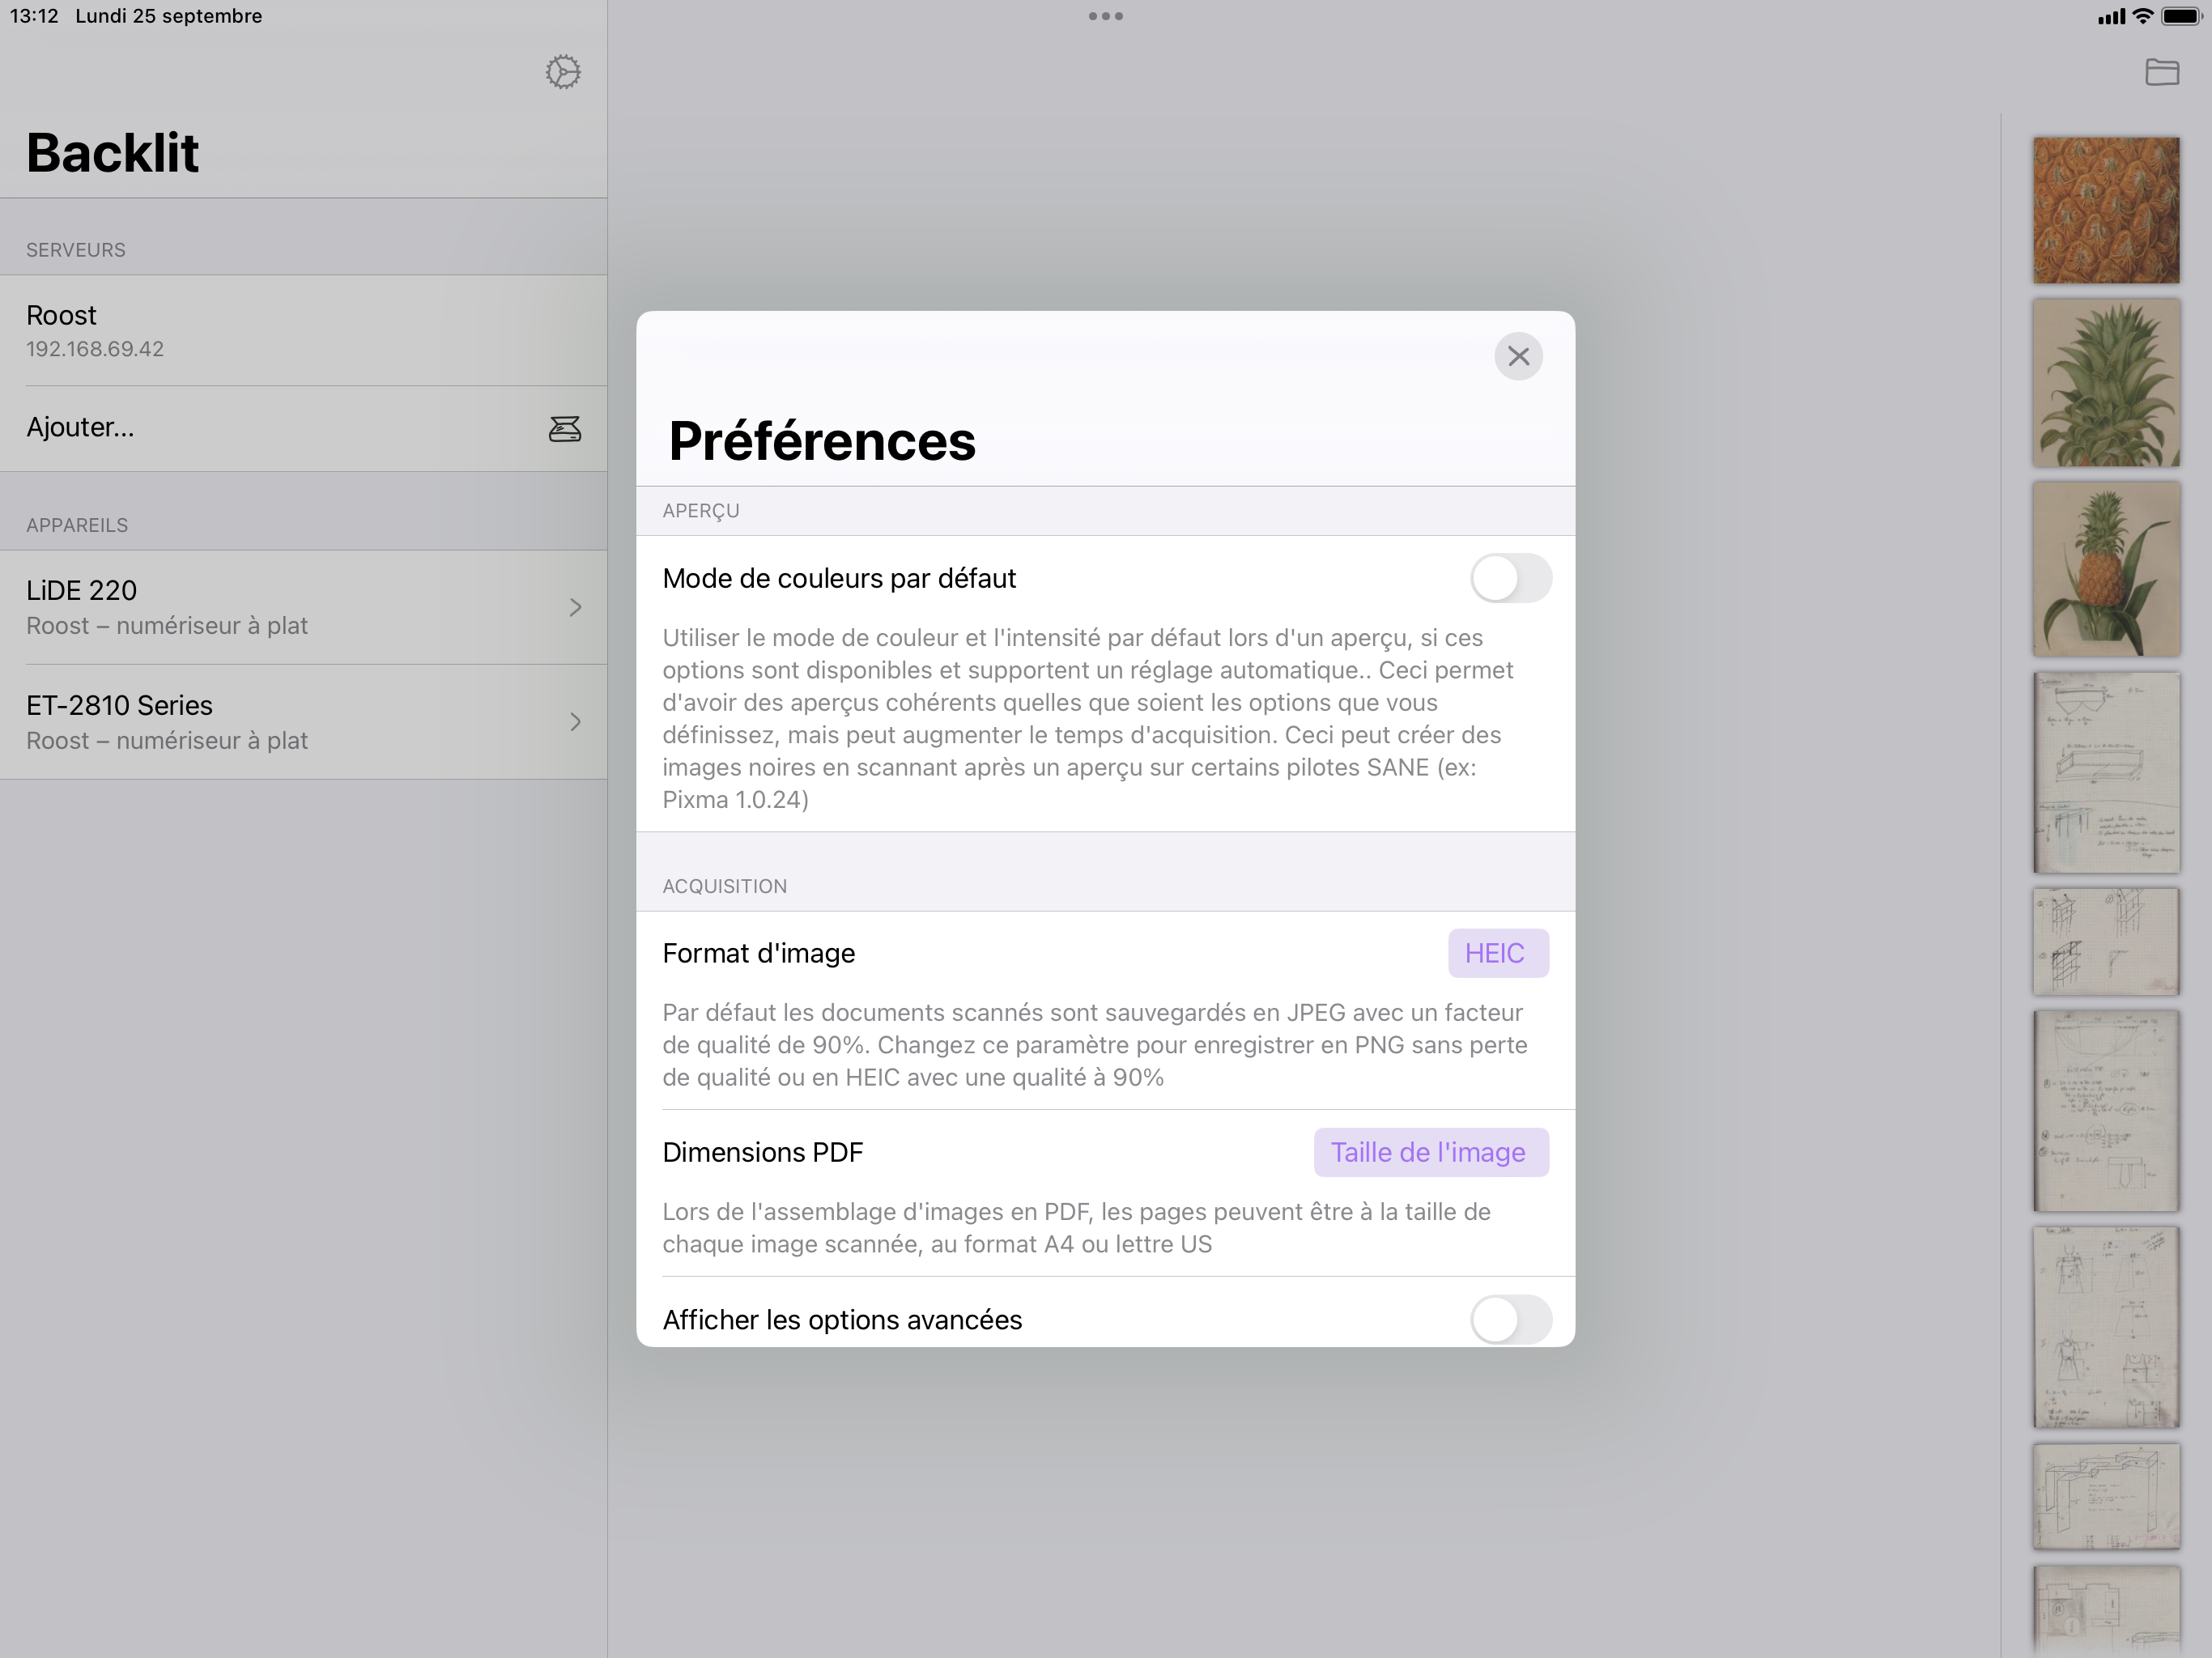 13:12 Lundi 25 septembre
Backlit
SERVEURS
Roost
192.168.69.42
Ajouter...
APPAREILS
LiDE 220
Roost – numériseur à plat
ET-2810 Series
Roost – numériseur à plat
Préférences
APERÇU
Mode de couleurs par défaut
Utiliser le mode de couleur et l'intensité par défaut lors d'un aperçu, si ces
options sont disponibles et supportent un réglage automatique.. Ceci permet
d'avoir des aperçus cohérents quelles que soient les options que vous
définissez, mais peut augmenter le temps d'acquisition. Ceci peut créer des
images noires en scannant après un aperçu sur certains pilotes SANE (ex:
Pixma 1.0.24)
ACQUISITION
Format d'image
HEIC
Par défaut les documents scannés sont sauvegardés en JPEG avec un facteur
de qualité de 90%. Changez ce paramètre pour enregistrer en PNG sans perte
de qualité ou en HEIC avec une qualité à 90%
Dimensions PDF
Taille de l'image
Lors de l'assemblage d'images en PDF, les pages peuvent être à la taille de
chaque image scannée, au format A4 ou lettre US
Afficher les options avancées